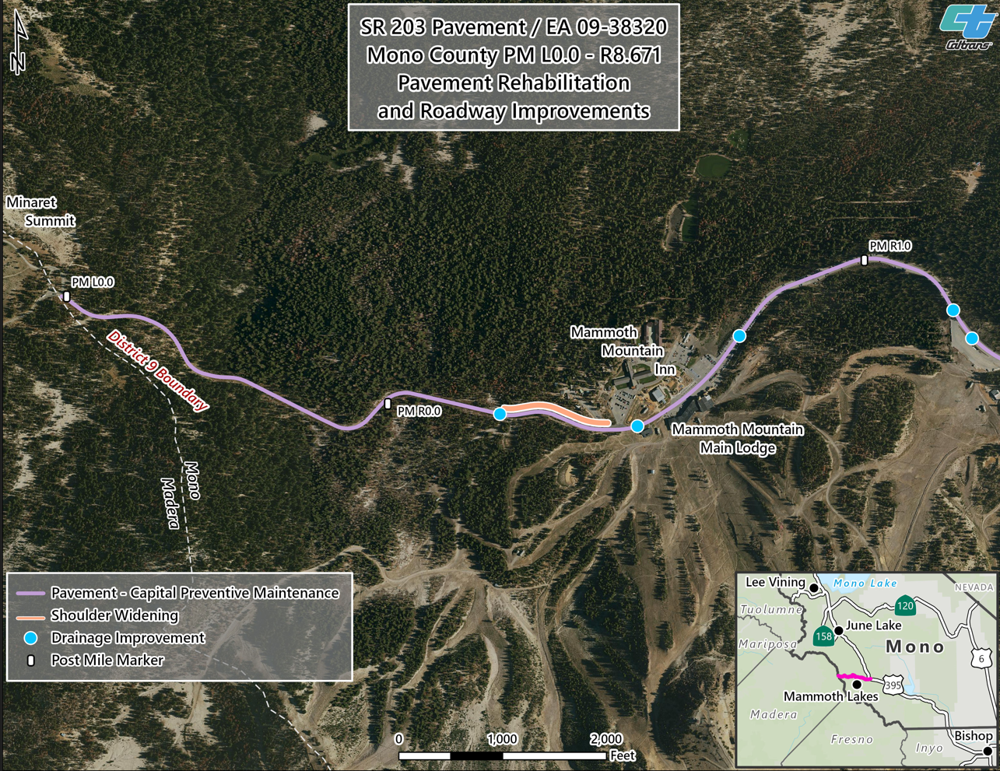 SR 203 Pavement / EA 09-38320
Mono County PM L0.0 - R8.671
Pavement Rehabilitation
and Roadway Improvements
Caltrans
N
Minaret
Summit
PM L0.0
District 9 Boundary
Mono
Madera
PM R0.0
Mammoth
Mountain
Inn
Mammoth Mountain
Main Lodge
PM R1.0
Pavement - Capital Preventive Maintenance
Shoulder Widening
Drainage Improvement
Post Mile Marker
0 1,000 2,000
Feet
Lee Vining
Mono Lake
NEVADA
Tuolumne
120
June Lake
158
Mariposa
Mono
6
395
Mammoth Lakes
Madera
Fresno
Inyo
Bishop